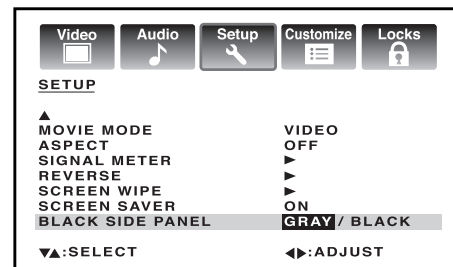 Video Audio Setup Customize Locks
SETUP
▲
MOVIE MODE VIDEO
ASPECT OFF
SIGNAL METER ▶
REVERSE ▶
SCREEN WIPE ▶
SCREEN SAVER ON
BLACK SIDE PANEL GRAY / BLACK
▼▲:SELECT ◀▶:ADJUST